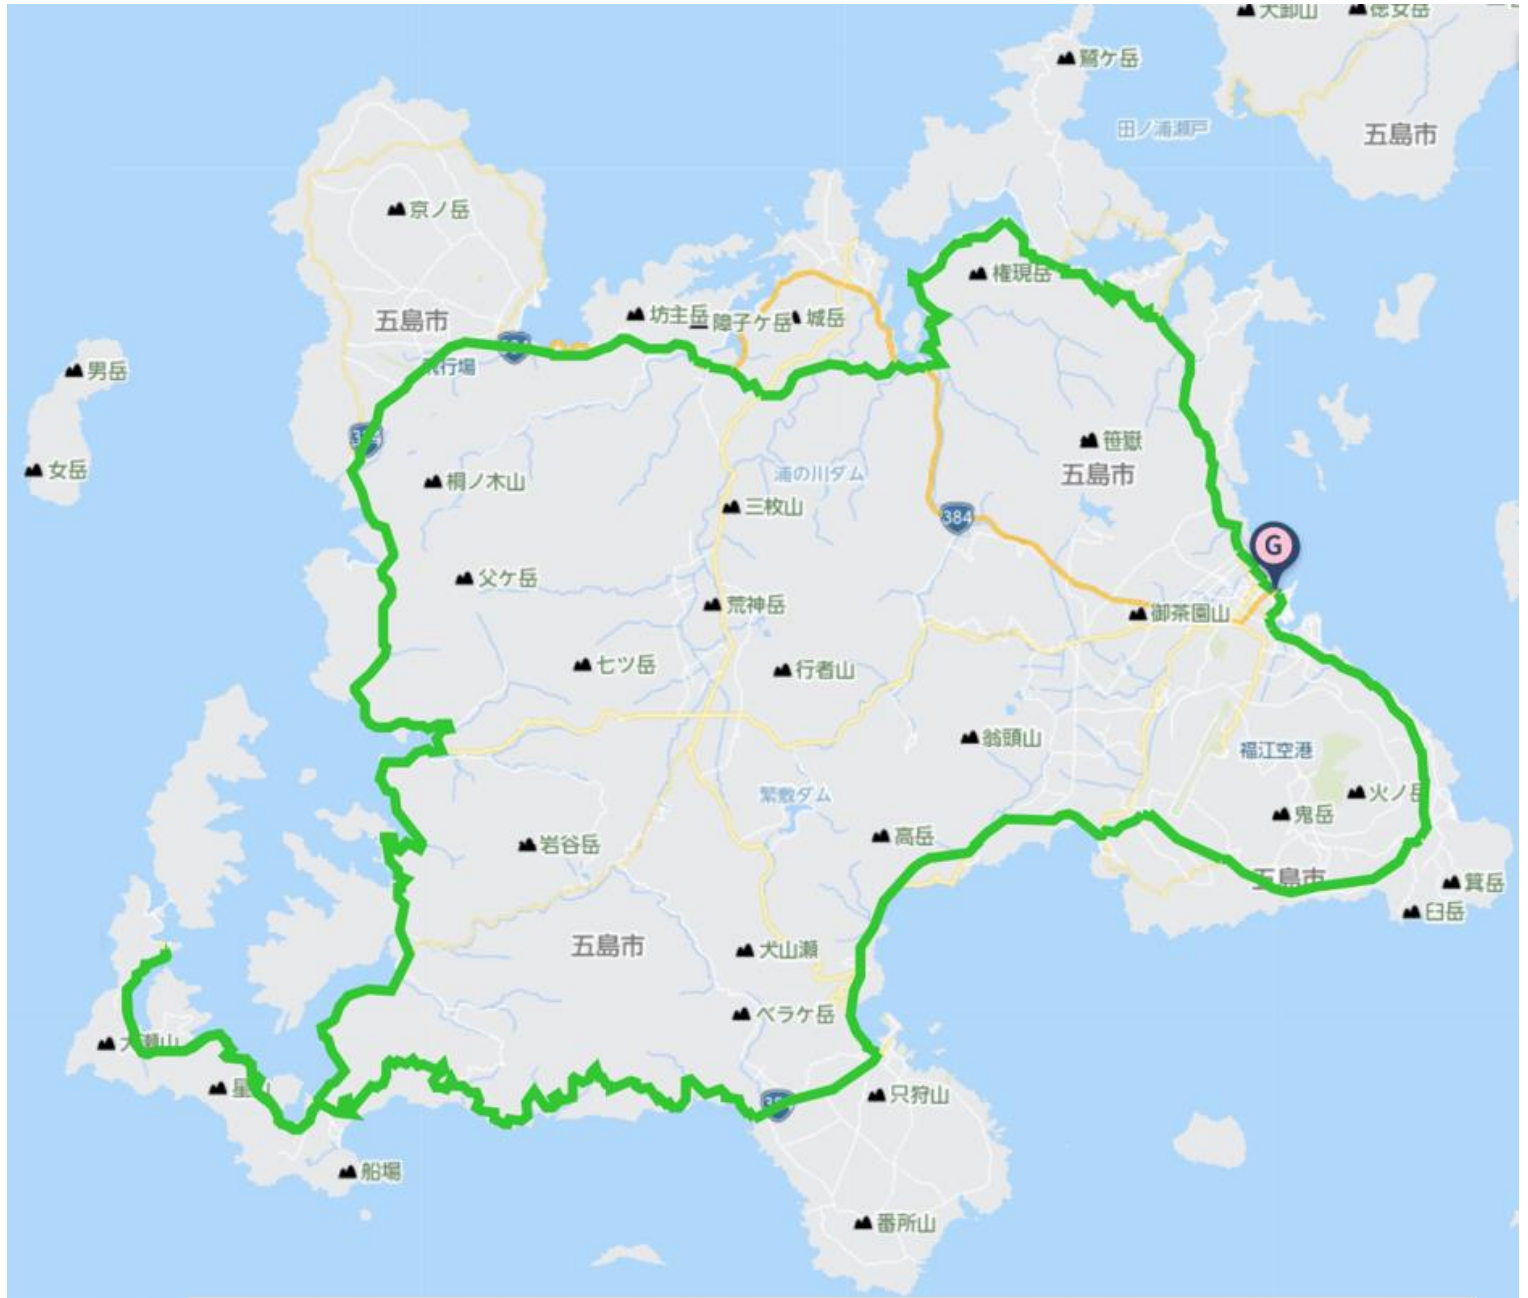 鷲ケ岳
田ノ浦瀬戸
五島市
京ノ岳
権現岳
坊主岳
障子ケ岳
城岳
五島市
飛行場
男岳
笹嶽
五島市
女岳
桐ノ木山
浦の川ダム
三枚山
384
G
父ケ岳
荒神岳
御茶園山
七ツ岳
行者山
翁頭山
福江空港
繁敷ダム
火ノ岳
鬼岳
高岳
岩谷岳
五島市
箕岳
臼岳
五島市
犬山瀬
ベラケ岳
只狩山
船場
番所山